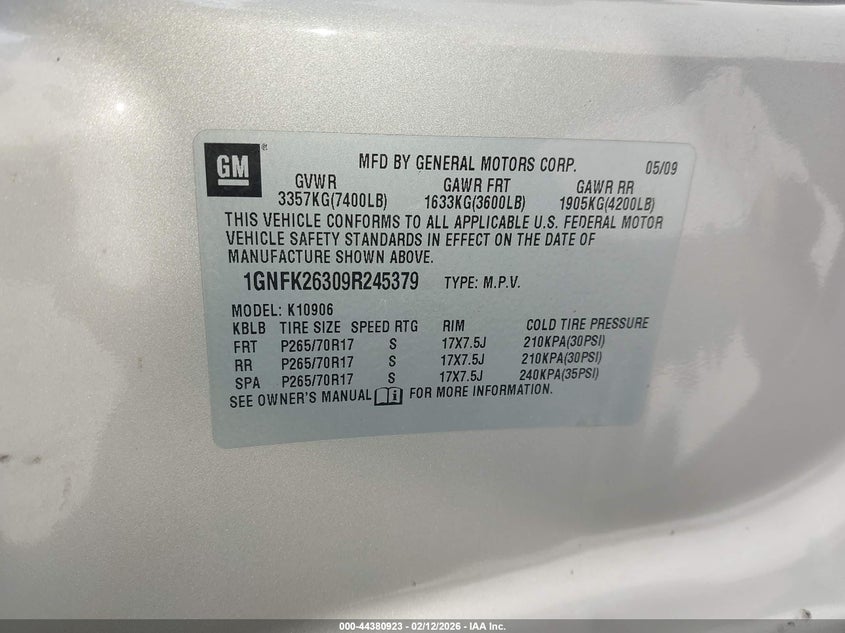 GM ®
MFD BY GENERAL MOTORS CORP. 05/09
GVWR GAWR FRT GAWR RR
3357KG(7400LB) 1633KG(3600LB) 1905KG(4200LB)
THIS VEHICLE CONFORMS TO ALL APPLICABLE U.S. FEDERAL MOTOR
VEHICLE SAFETY STANDARDS IN EFFECT ON THE DATE OF
MANUFACTURE SHOWN ABOVE.
1GNFK26309R245379 TYPE: M.P.V.
MODEL: K10906
KBLB TIRE SIZE SPEED RTG RIM COLD TIRE PRESSURE
FRT P265/70R17 S 17X7.5J 210KPA(30PSI)
RR P265/70R17 S 17X7.5J 210KPA(30PSI)
SPA P265/70R17 S 17X7.5J 240KPA(35PSI)
SEE OWNER'S MANUAL i FOR MORE INFORMATION.
000-44380923 - 02/12/2026 - IAA Inc.